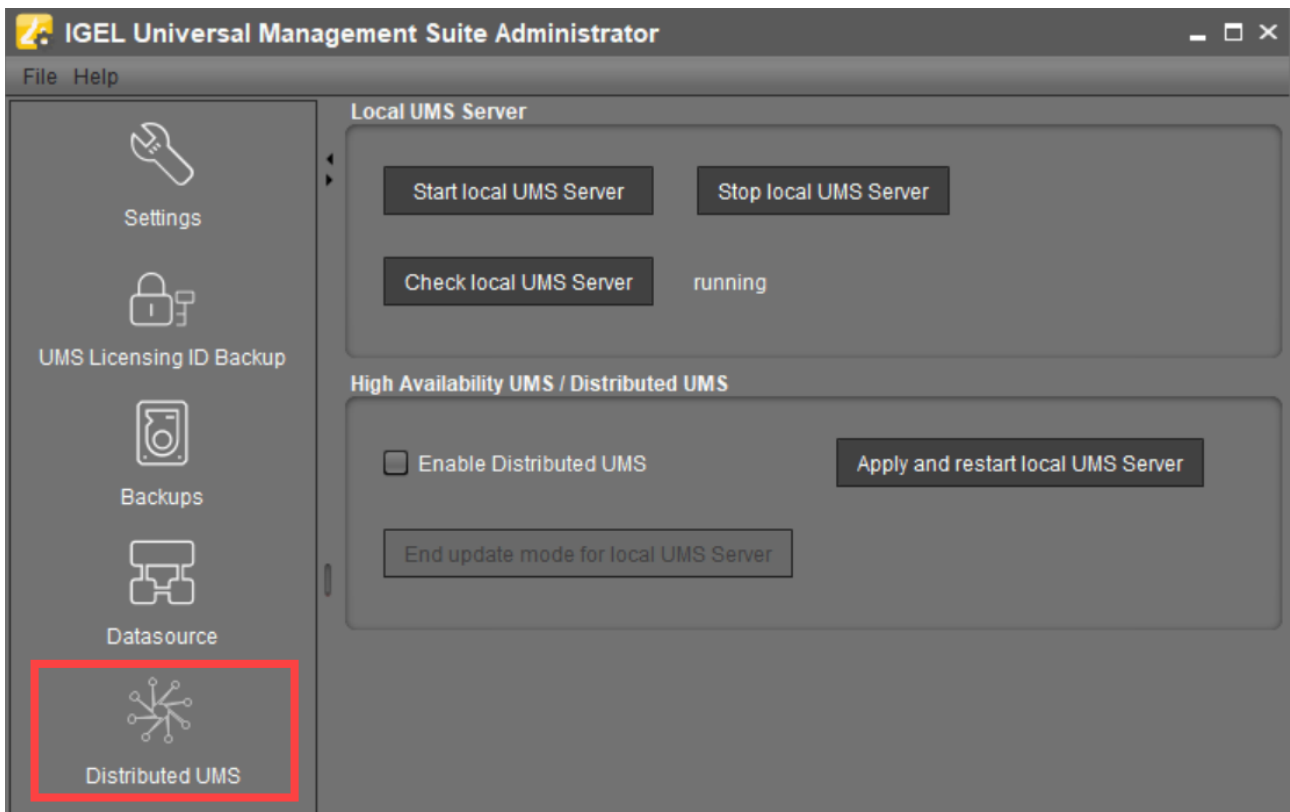 IGEL Universal Management Suite Administrator
File Help
Settings
UMS Licensing ID Backup
Backups
Datasource
Distributed UMS
Local UMS Server
Start local UMS Server
Stop local UMS Server
Check local UMS Server
running
High Availability UMS / Distributed UMS
Enable Distributed UMS
Apply and restart local UMS Server
End update mode for local UMS Server